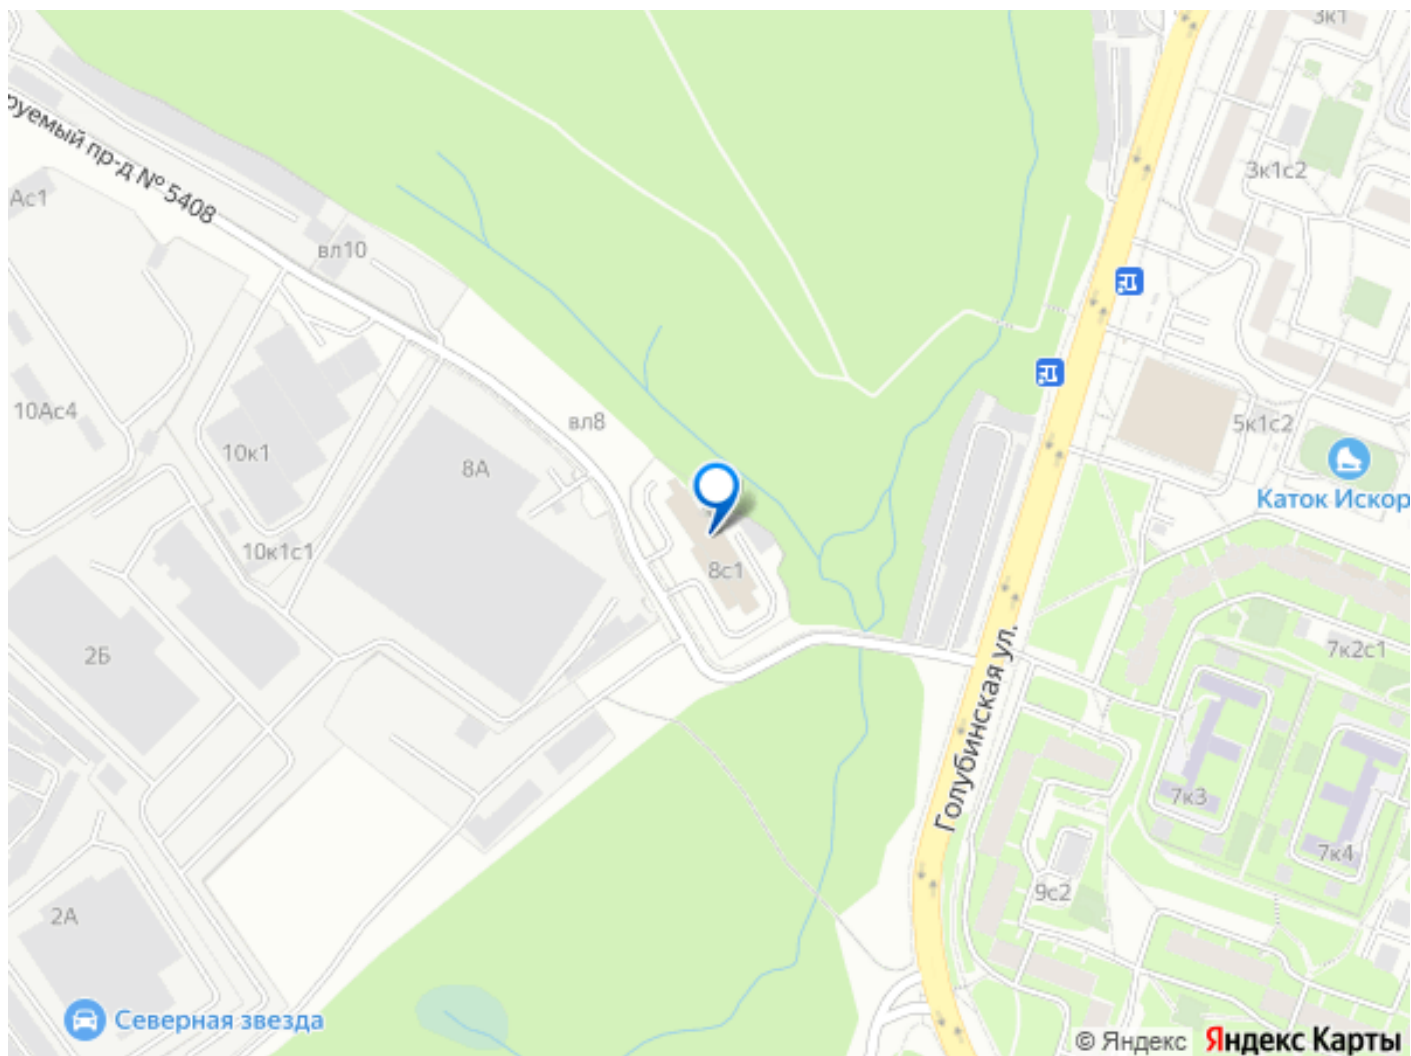 3к1
руемый пр-д № 5408
3к1с2
Ас1
вл10
10Ас4
вл8
5к1с2
10к1
8А
Каток Искор
10к1с1
8с1
2Б
7к2с1
Голубинская ул.
7к3
7к4
9с2
2А
Северная звезда
© Яндекс Яндекс Карты